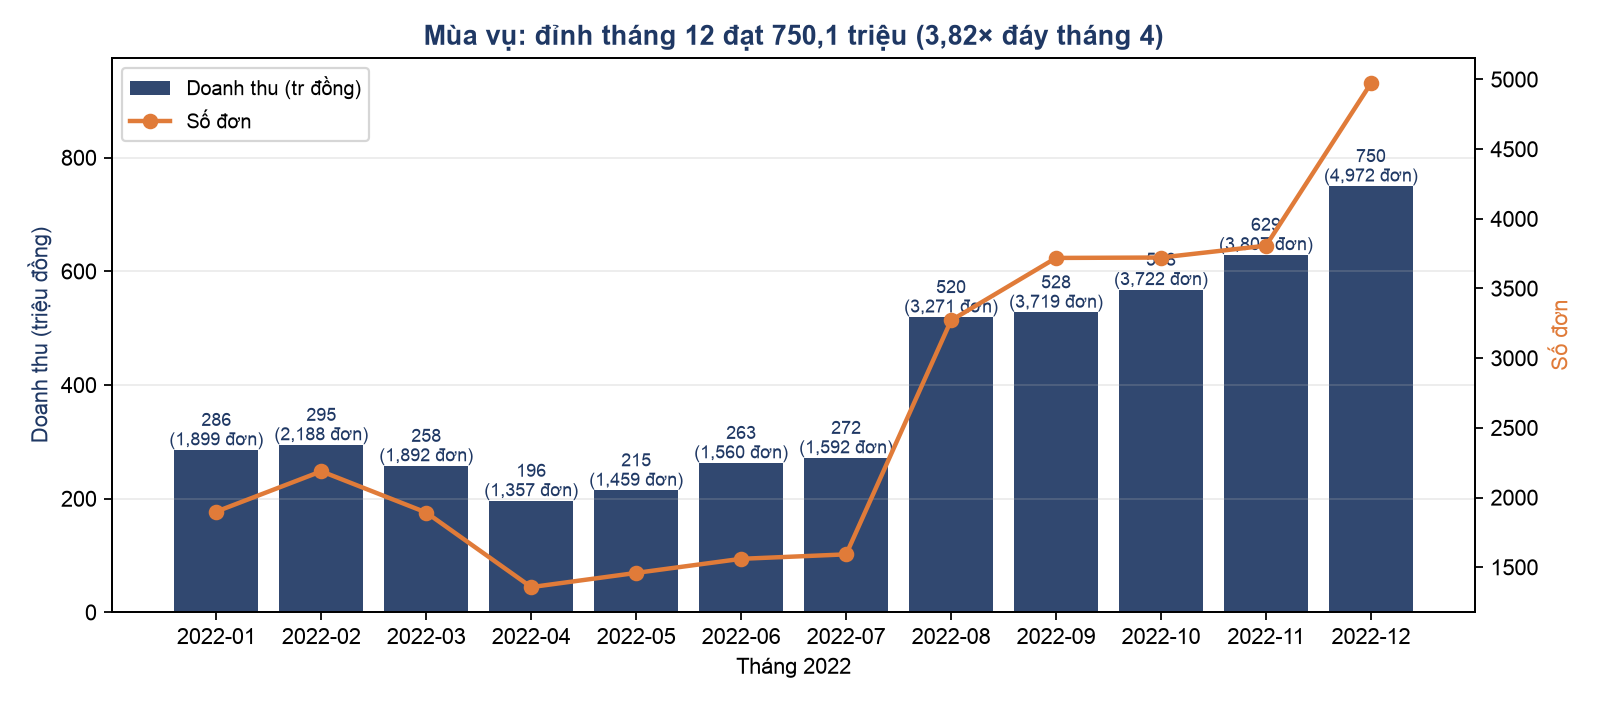 Mùa vụ: đỉnh tháng 12 đạt 750,1 triệu (3,82× đáy tháng 4)
Doanh thu (tr đồng)
Số đơn
Doanh thu (triệu đồng)
800
600
400
200
0
286
(1,899 đơn)
295
(2,188 đơn)
258
(1,892 đơn)
196
(1,357 đơn)
215
(1,459 đơn)
263
(1,560 đơn)
272
(1,592 đơn)
520
(3,271 đơn)
528
(3,719 đơn)
(3,722 đơn)
629
(3,807 đơn)
750
(4,972 đơn)
5000
4500
4000
3500
3000
2500
2000
1500
Số đơn
2022-01
2022-02
2022-03
2022-04
2022-05
2022-06
2022-07
2022-08
2022-09
2022-10
2022-11
2022-12
Tháng 2022